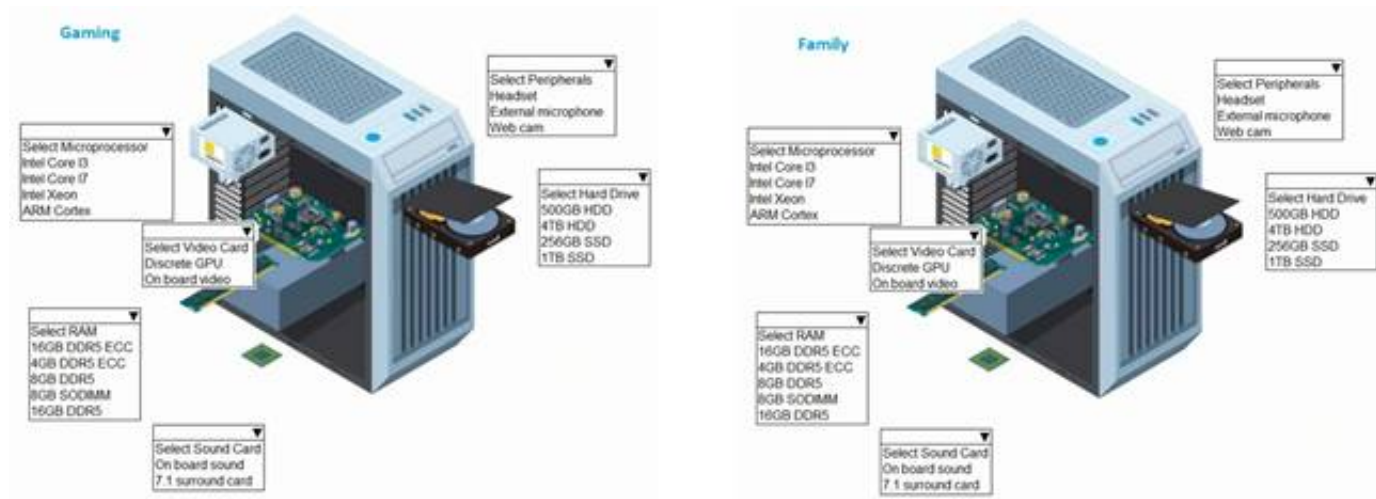 Gaming
Select Peripherals
Headset
External microphone
Web cam
Select Microprocessor
Intel Core I3
Intel Core I7
Intel Xeon
ARM Cortex
Select Hard Drive
500GB HDD
4TB HDD
256GB SSD
1TB SSD
Select Video Card
Discrete GPU
On board video
Select RAM
16GB DDR5 ECC
4GB DDR5 ECC
8GB DDR5
8GB SODIMM
16GB DDR5
Select Sound Card
On board sound
7.1 surround card
Family
Select Peripherals
Headset
External microphone
Web cam
Select Microprocessor
Intel Core I3
Intel Core I7
Intel Xeon
ARM Cortex
Select Hard Drive
500GB HDD
4TB HDD
256GB SSD
1TB SSD
Select Video Card
Discrete GPU
On board video
Select RAM
16GB DDR5 ECC
4GB DDR5 ECC
8GB DDR5
8GB SODIMM
16GB DDR5
Select Sound Card
On board sound
7.1 surround card